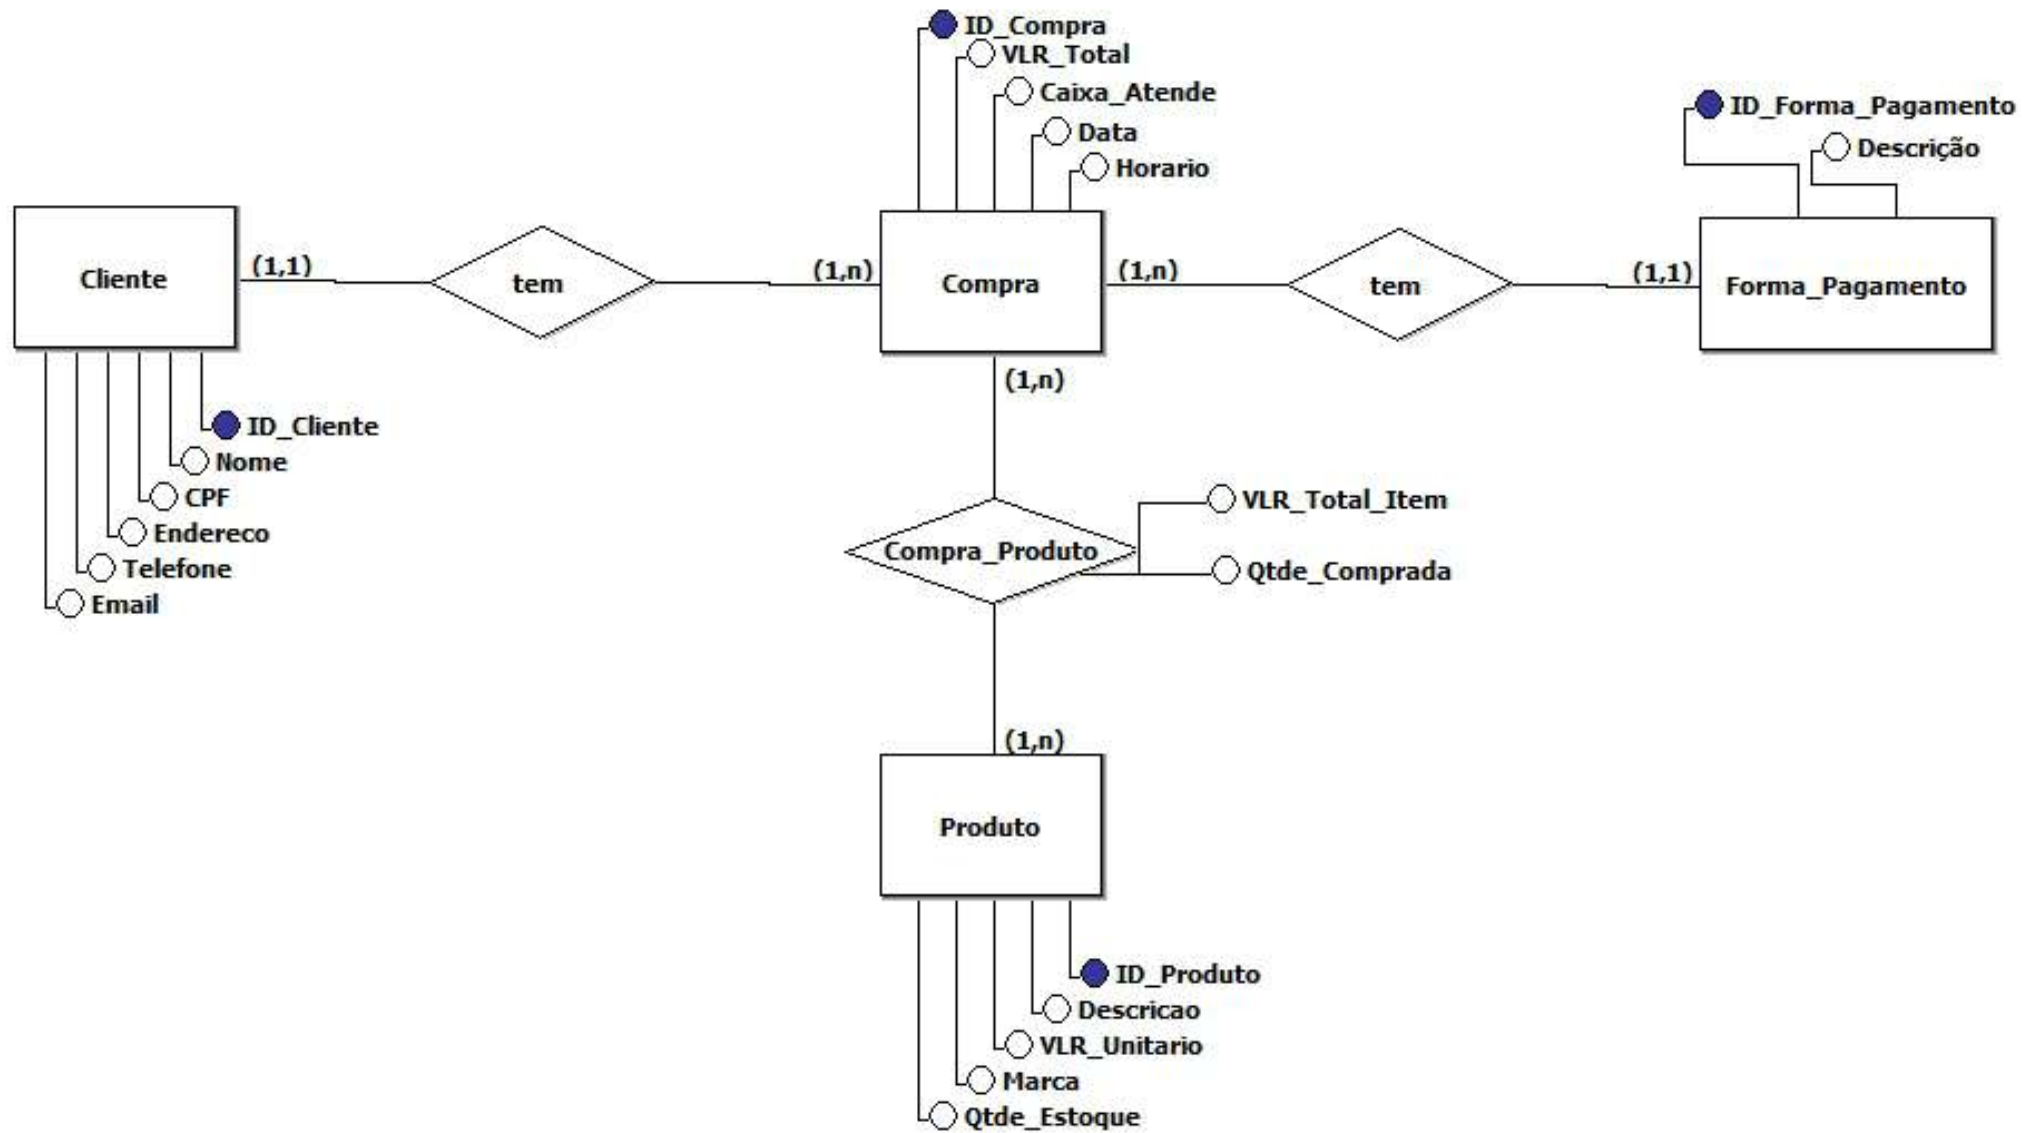 ID_Compra
VLR_Total
Caixa_Atende
Data
Horario
ID_Forma_Pagamento
Descrição
Cliente
(1,1)
tem
(1,n)
Compra
(1,n)
tem
(1,1)
Forma_Pagamento
(1,n)
ID_Cliente
Nome
CPF
Endereco
Telefone
Email
Compra_Produto
VLR_Total_Item
Qtde_Comprada
(1,n)
Produto
ID_Produto
Descricao
VLR_Unitario
Marca
Qtde_Estoque